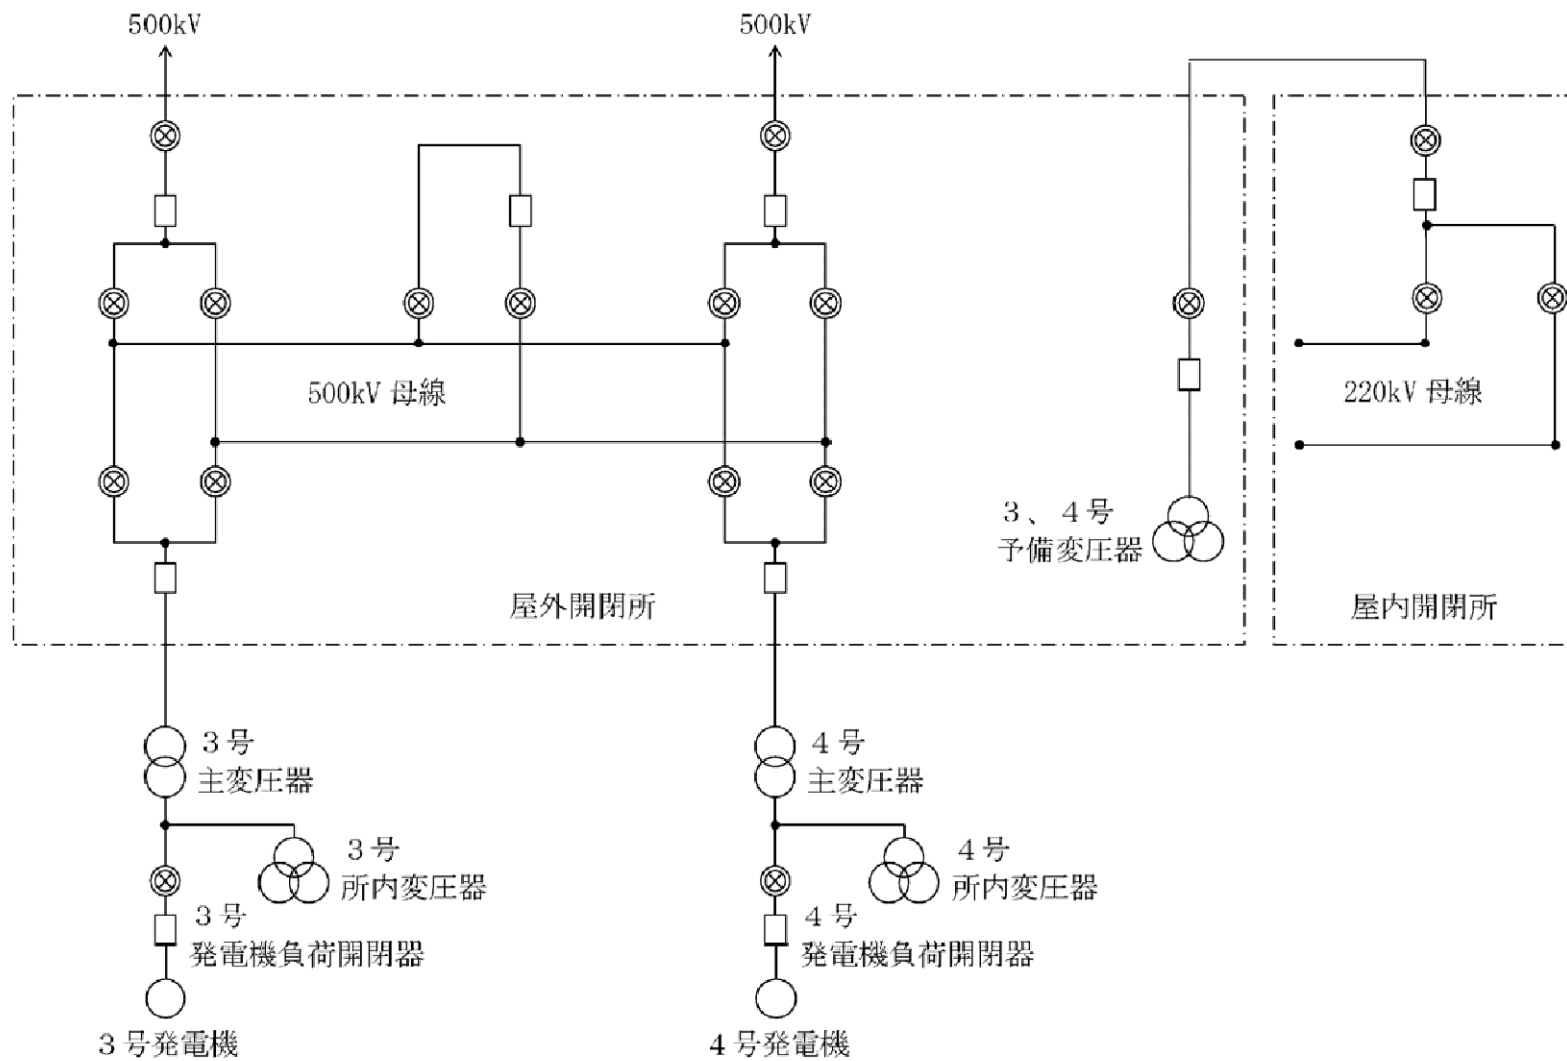 500kV
500kV
500kV 母線
220kV 母線
３、４号
予備変圧器
屋外開閉所
屋内開閉所
３号
主変圧器
４号
主変圧器
３号
所内変圧器
４号
所内変圧器
３号
発電機負荷開閉器
４号
発電機負荷開閉器
３号発電機
４号発電機